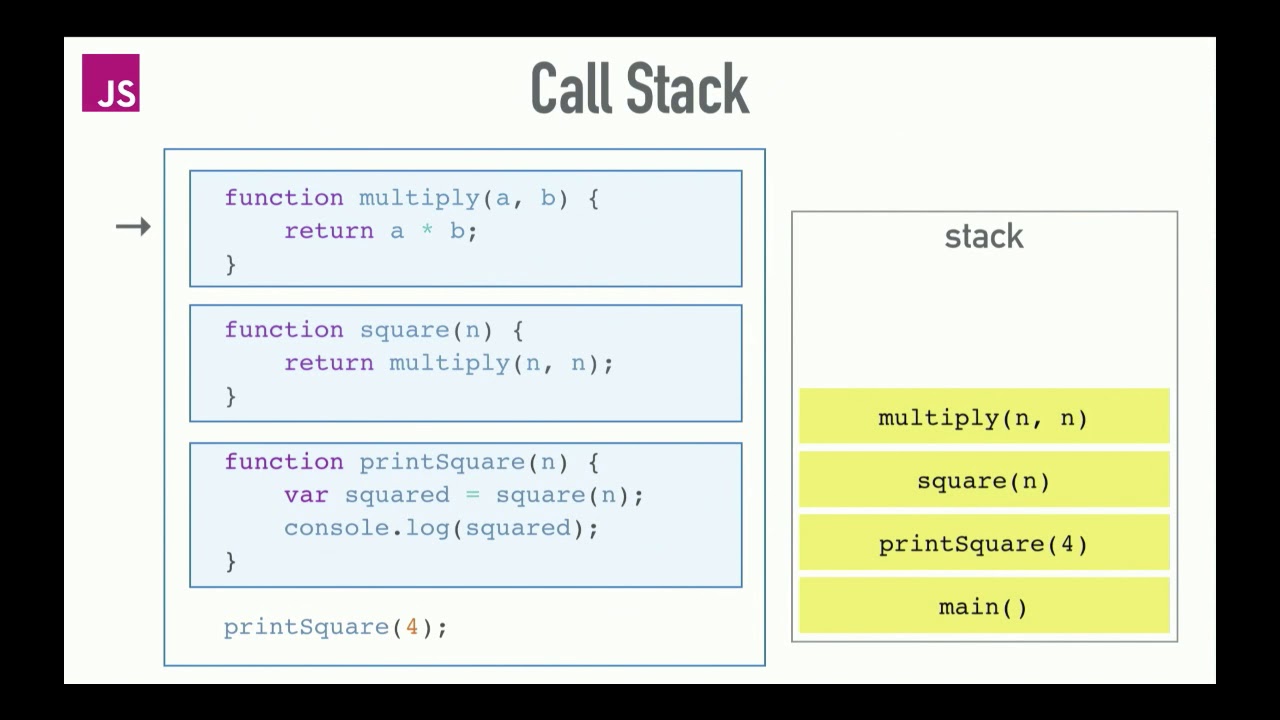 JS
Call Stack
function multiply(a, b) {
    return a * b;
}
function square(n) {
    return multiply(n, n);
}
function printSquare(n) {
    var squared = square(n);
    console.log(squared);
}
printSquare(4);
stack
multiply(n, n)
square(n)
printSquare(4)
main()